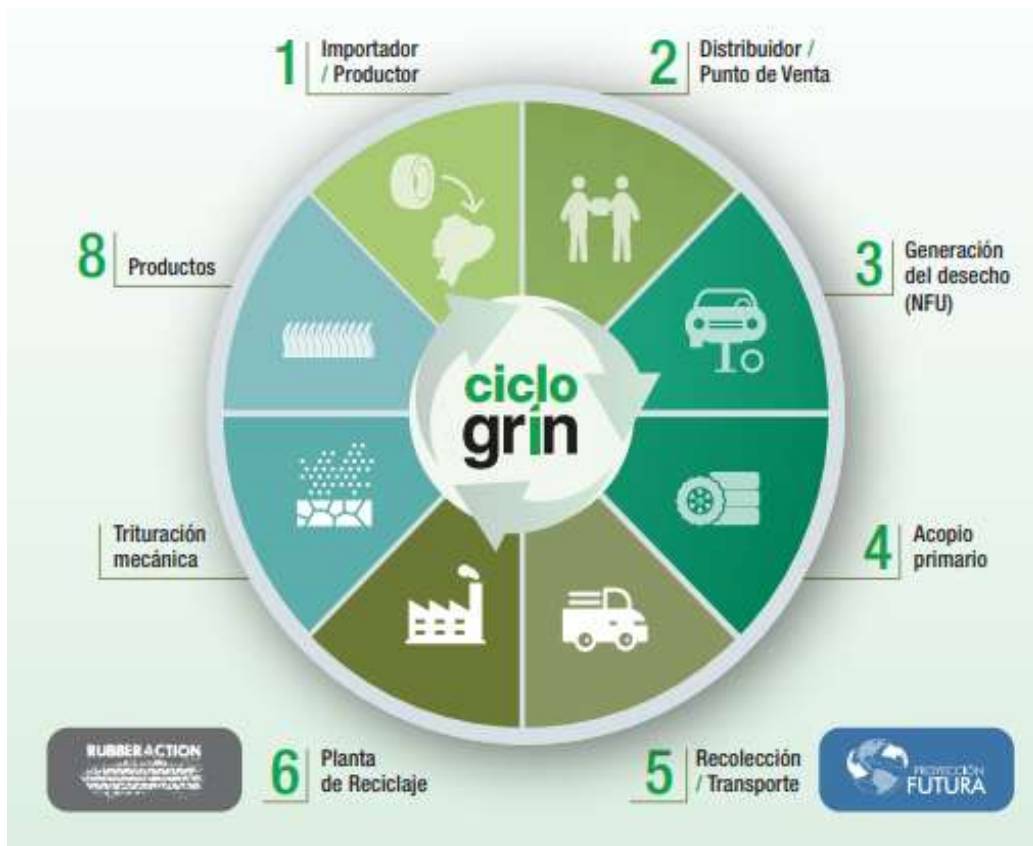 1
Importador
/ Productor
2
Distribuidor /
Punto de Venta
3
Generación
del desecho
(NFU)
4
Acopio
primario
5
Recolección
/ Transporte
6
Planta
de Reciclaje
Trituración
mecánica
8
Productos
ciclo
grín
RUBBER ACTION
PROYECCIÓN
FUTURA